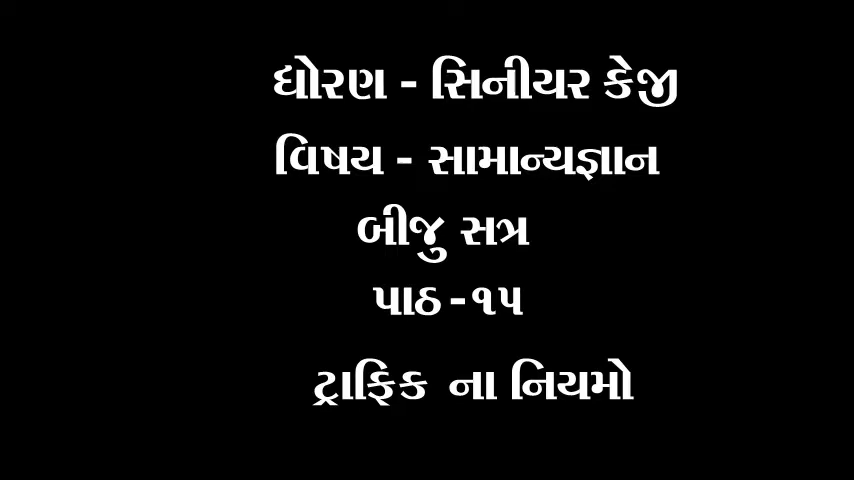 ધોરણ - સિનીયર કેજી
વિષય - સામાન્યજ્ઞાન
બીજુ સત્ર
પાઠ -૧૫
ટ્રાફિક ના નિયમો